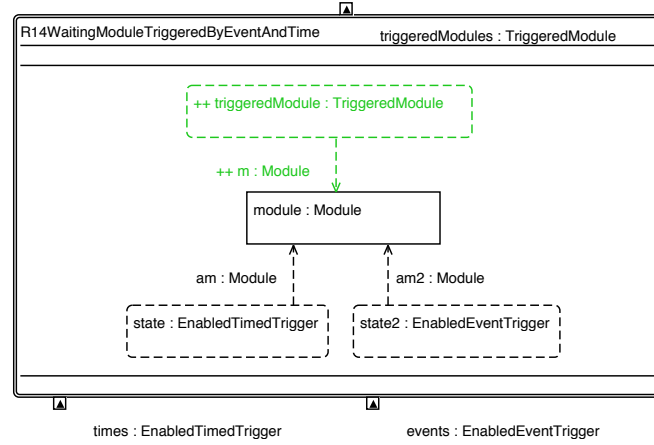 R14WaitingModuleTriggeredByEventAndTime
triggeredModules : TriggeredModule
++ triggeredModule : TriggeredModule
++ m : Module
module : Module
am : Module
am2 : Module
state : EnabledTimedTrigger
state2 : EnabledEventTrigger
times : EnabledTimedTrigger
events : EnabledEventTrigger